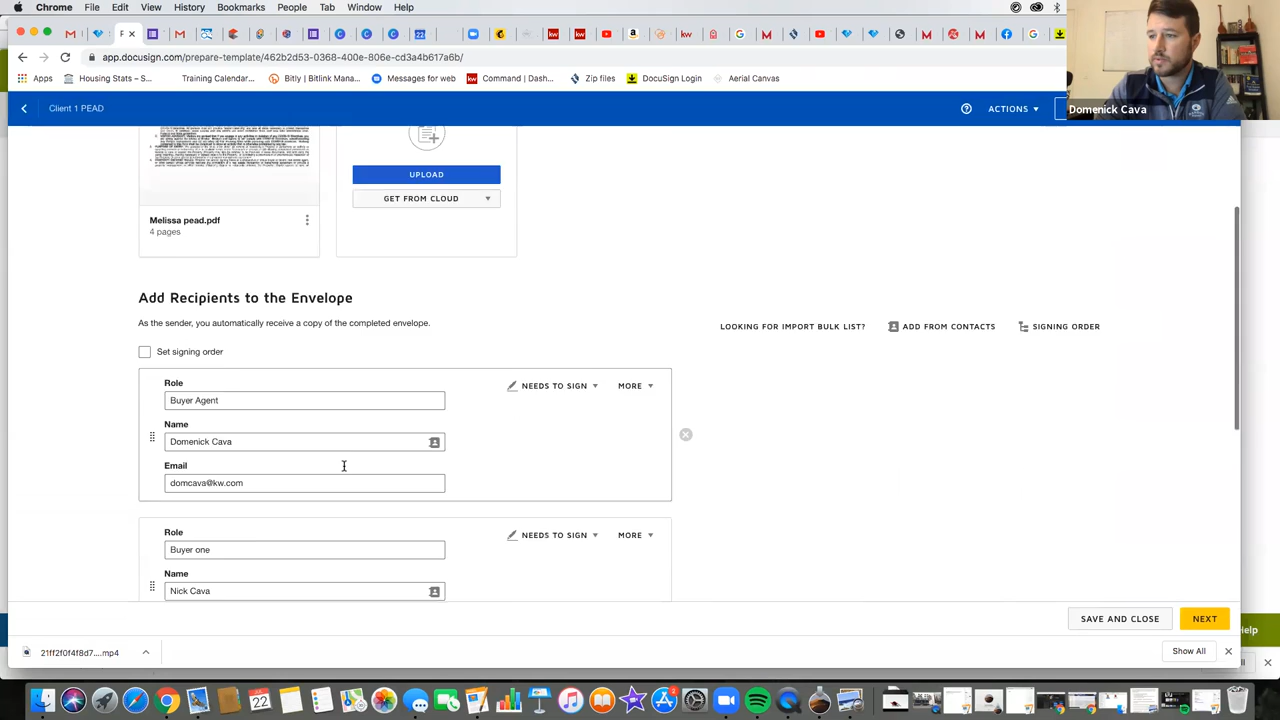 Chrome File Edit View History Bookmarks People Tab Window Help
app.docusign.com/prepare-template/462b2d53-0368-400e-806e-cd3a4b617a6b/
Apps Housing Stats – S... Training Calendar... Bitly | Bitlink Mana... Messages for web Command | Dash... Zip files DocuSign Login Aerial Canvas
Domenick Cava
Client 1 PEAD ACTIONS
UPLOAD
GET FROM CLOUD
Melissa pead.pdf
4 pages
Add Recipients to the Envelope
As the sender, you automatically receive a copy of the completed envelope.
LOOKING FOR IMPORT BULK LIST? ADD FROM CONTACTS SIGNING ORDER
Set signing order
Role NEEDS TO SIGN MORE
Buyer Agent
Name
Domenick Cava
Email
domcava@kw.com
Role NEEDS TO SIGN MORE
Buyer one
Name
Nick Cava
SAVE AND CLOSE NEXT
Help
21ff2f0f4f8d7....mp4 Show All